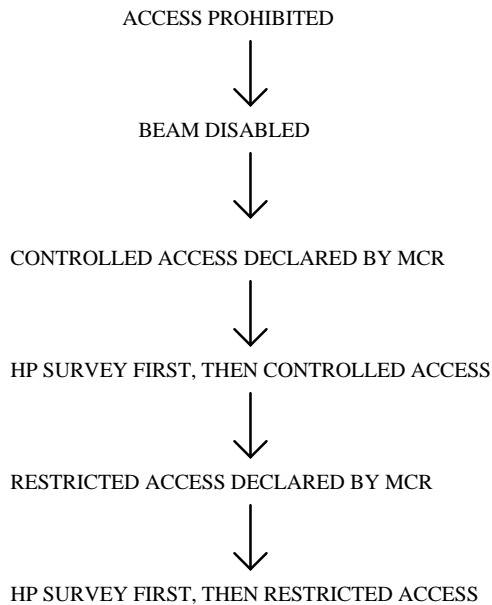 ACCESS PROHIBITED
BEAM DISABLED
CONTROLLED ACCESS DECLARED BY MCR
HP SURVEY FIRST, THEN CONTROLLED ACCESS
RESTRICTED ACCESS DECLARED BY MCR
HP SURVEY FIRST, THEN RESTRICTED ACCESS